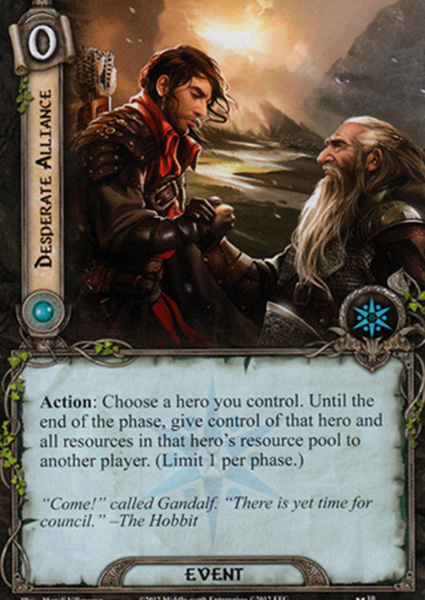 0
Desperate Alliance
Action: Choose a hero you control. Until the
end of the phase, give control of that hero and
all resources in that hero's resource pool to
another player. (Limit 1 per phase.)
"Come!" called Gandalf. "There is yet time for
council." –The Hobbit
EVENT